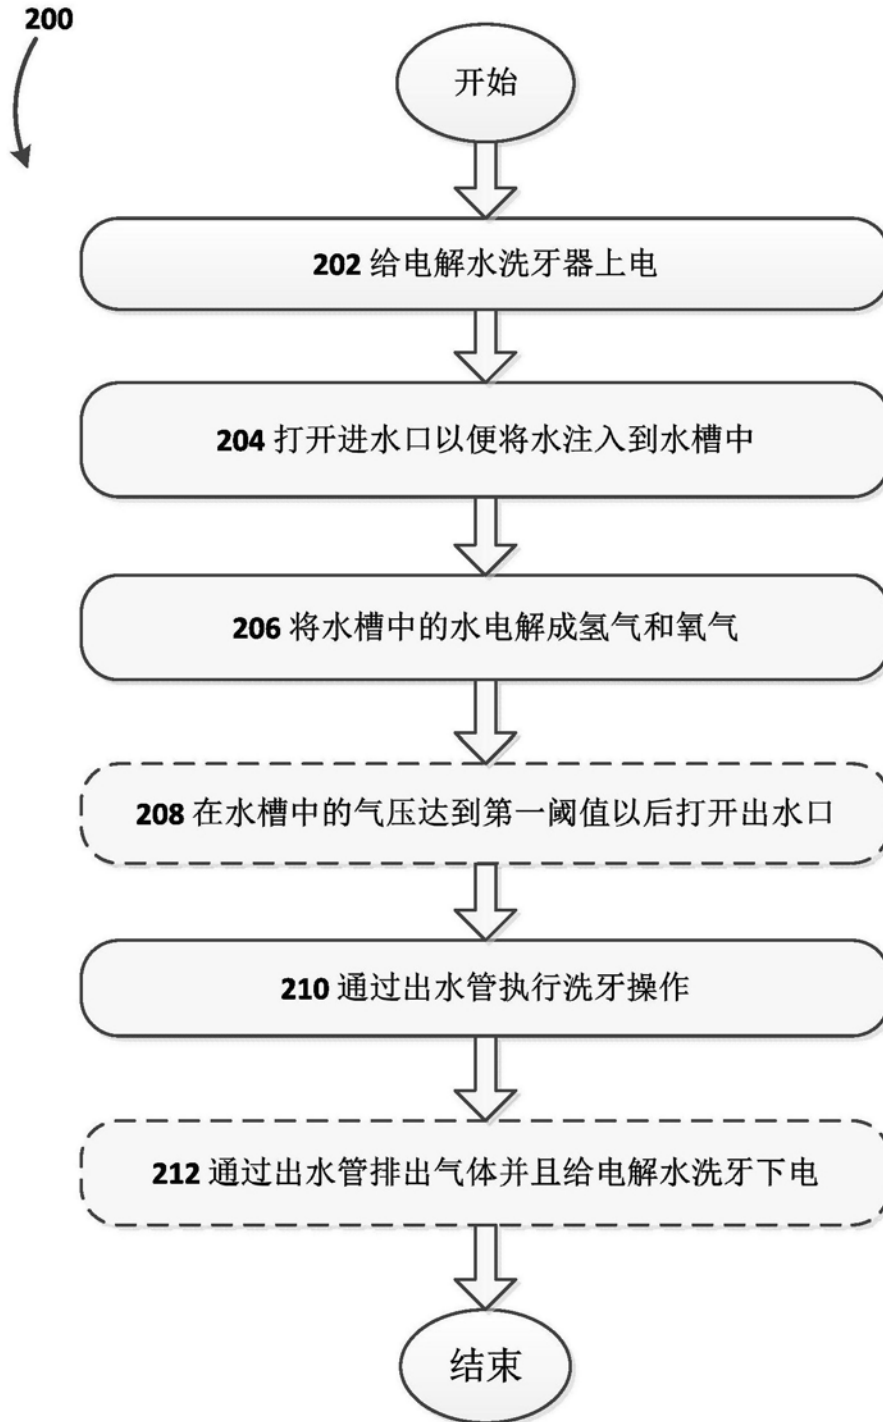 200
开始
202 给电解水洗牙器上电
204 打开进水口以便将水注入到水槽中
206 将水槽中的水电解成氢气和氧气
208 在水槽中的气压达到第一阈值以后打开出水口
210 通过出水管执行洗牙操作
212 通过出水管排出气体并且给电解水洗牙下电
结束